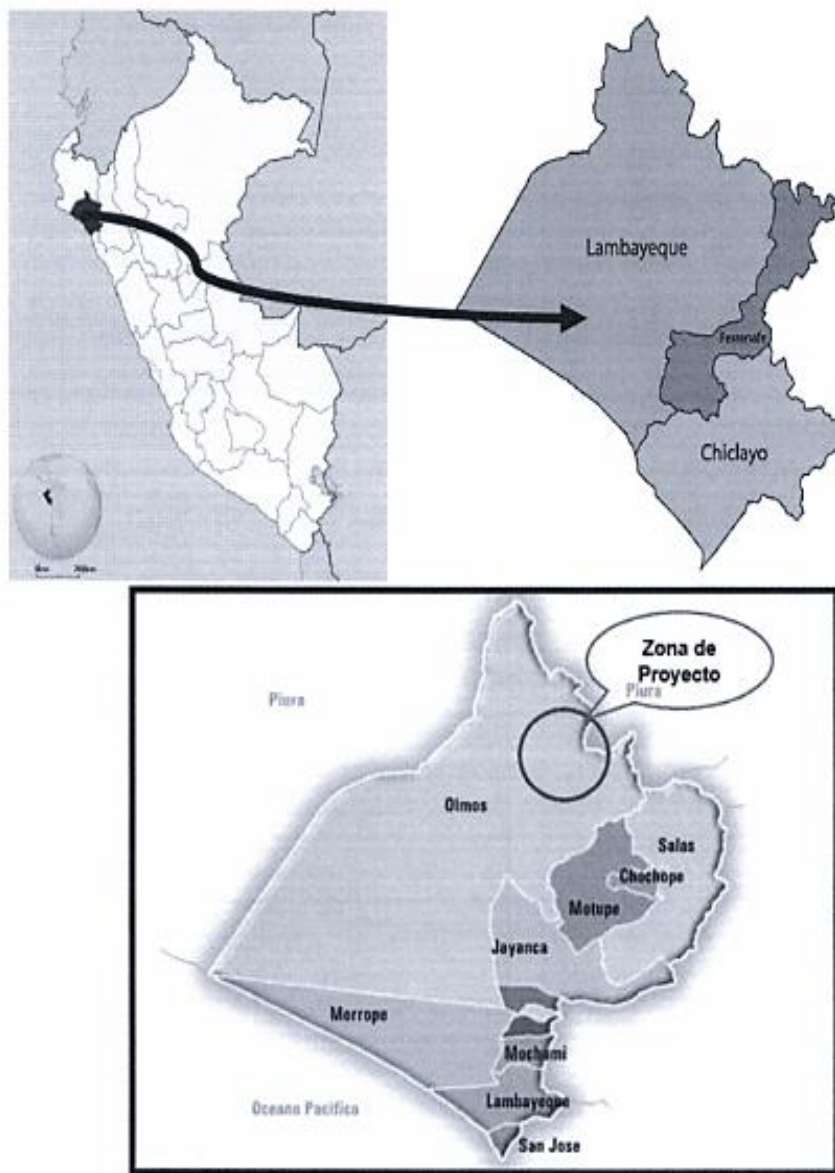 Lambayeque
Ferreñafe
Chiclayo
Zona de
Proyecto
Piura
Piura
Olmos
Salas
Chochope
Motupe
Jayanca
Morrope
Mochumi
Lambayeque
Oceano Pacifico
San Jose